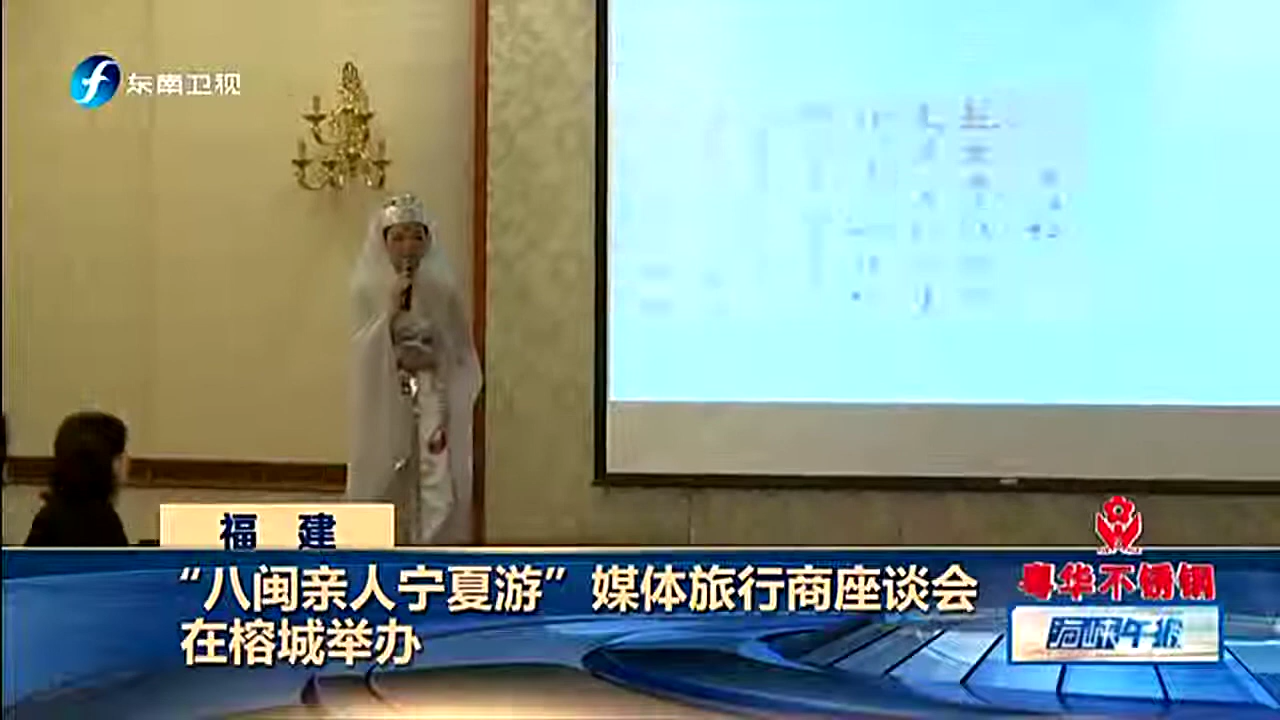 东南卫视
福 建
“八闽亲人宁夏游”媒体旅行商座谈会
在榕城举办
粤华不锈钢
海峡午报